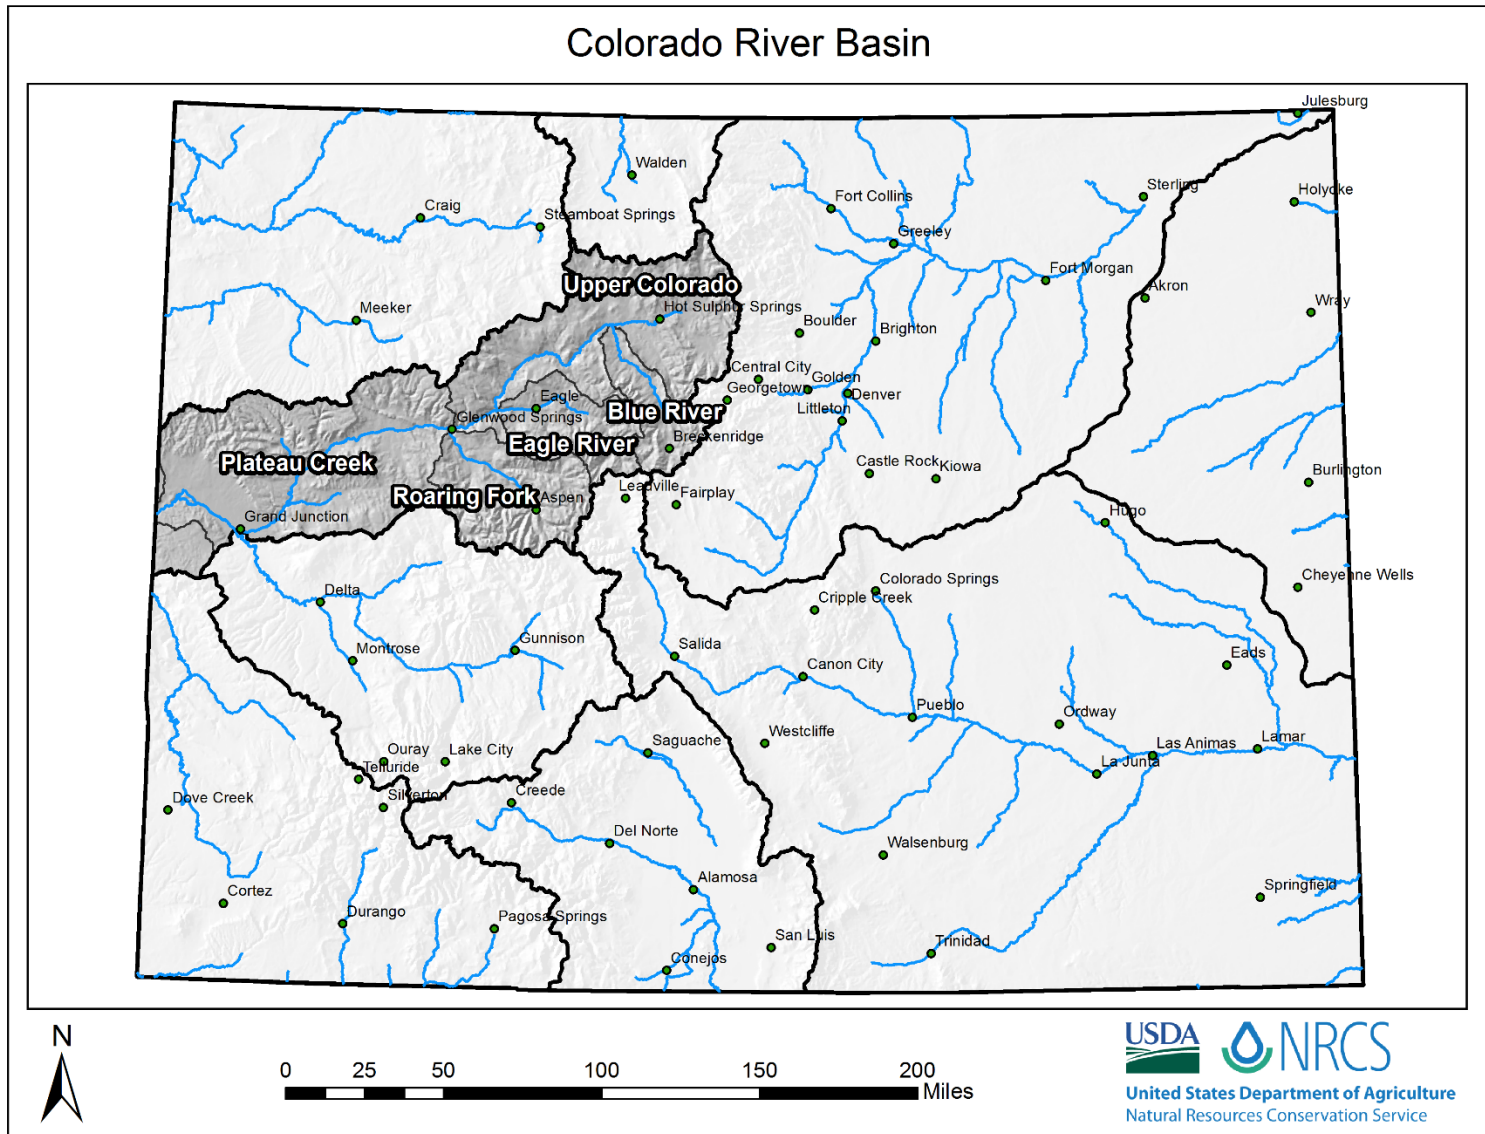 Colorado River Basin
Julesburg
Walden
Sterling
Holyoke
Fort Collins
Craig
Steamboat Springs
Greeley
Fort Morgan
Upper Colorado
Akron
Wray
Meeker
Hot Sulphur Springs
Boulder
Brighton
Central City
Golden
Georgetown
Denver
Eagle
Littleton
Blue River
Glenwood Springs
Eagle River
Breckenridge
Plateau Creek
Castle Rock
Kiowa
Burlington
Roaring Fork
Aspen
Leadville
Fairplay
Grand Junction
Hugo
Colorado Springs
Cheyenne Wells
Delta
Cripple Creek
Gunnison
Montrose
Salida
Canon City
Eads
Pueblo
Ordway
Westcliffe
Saguache
Ouray
Lake City
Las Animas
Lamar
Telluride
La Junta
Dove Creek
Silverton
Creede
Del Norte
Walsenburg
Alamosa
Cortez
Springfield
Durango
Pagosa Springs
San Luis
Trinidad
Conejos
N
0 25 50 100 150 200
Miles
USDA
NRCS
United States Department of Agriculture
Natural Resources Conservation Service